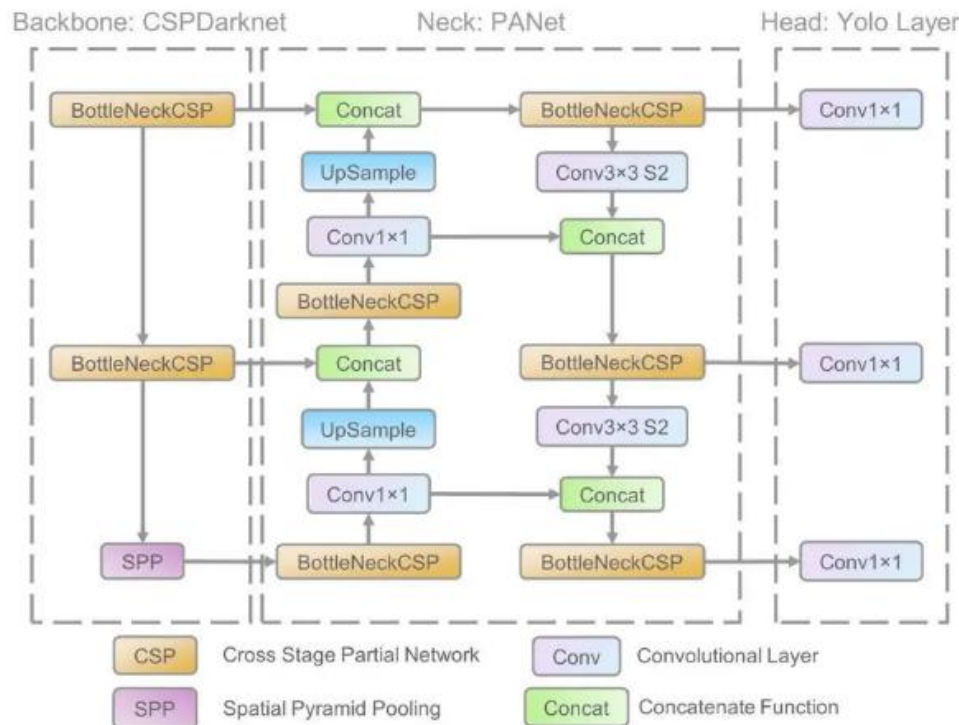 Backbone: CSPDarknet
Neck: PANet
Head: Yolo Layer
BottleNeckCSP
Concat
BottleNeckCSP
Conv1×1
UpSample
Conv3×3 S2
Conv1×1
Concat
BottleNeckCSP
BottleNeckCSP
Concat
BottleNeckCSP
Conv1×1
UpSample
Conv3×3 S2
Conv1×1
Concat
SPP
BottleNeckCSP
BottleNeckCSP
Conv1×1
CSP
Cross Stage Partial Network
Conv
Convolutional Layer
SPP
Spatial Pyramid Pooling
Concat
Concatenate Function